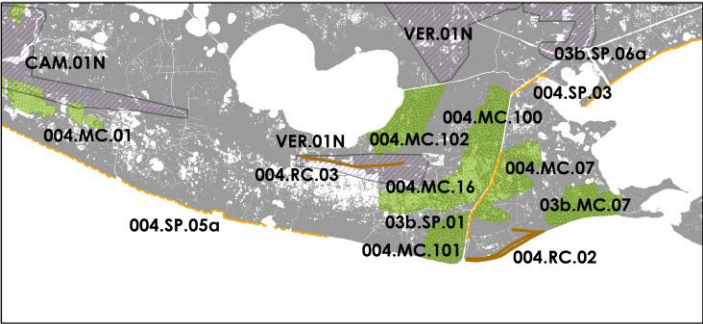 VER.01N
03b.SP.06a
CAM.01N
004.SP.03
004.MC.100
004.MC.01
VER.01N
004.MC.102
004.MC.07
004.RC.03
004.MC.16
03b.MC.07
004.SP.05a
03b.SP.01
004.MC.101
004.RC.02